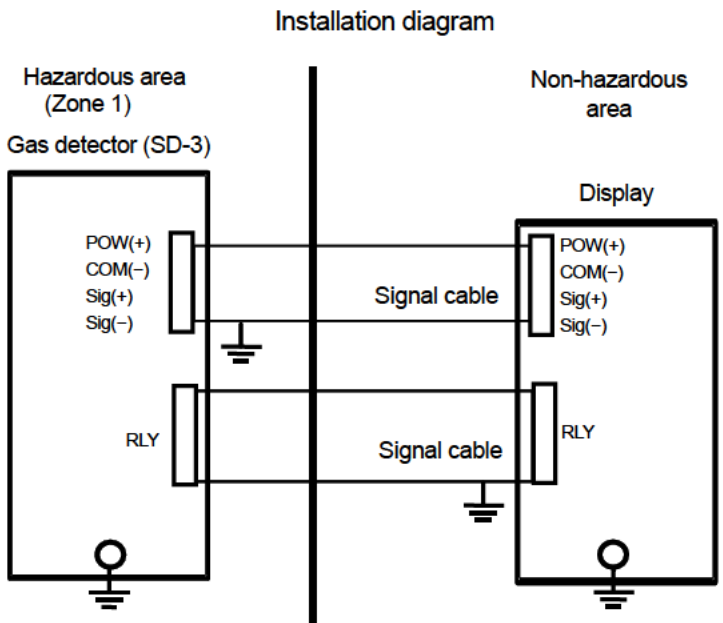 Installation diagram
Hazardous area
(Zone 1)
Gas detector (SD-3)
Non-hazardous
area
Display
POW(+)
COM(−)
Sig(+)
Sig(−)
Signal cable
POW(+)
COM(−)
Sig(+)
Sig(−)
RLY
Signal cable
RLY